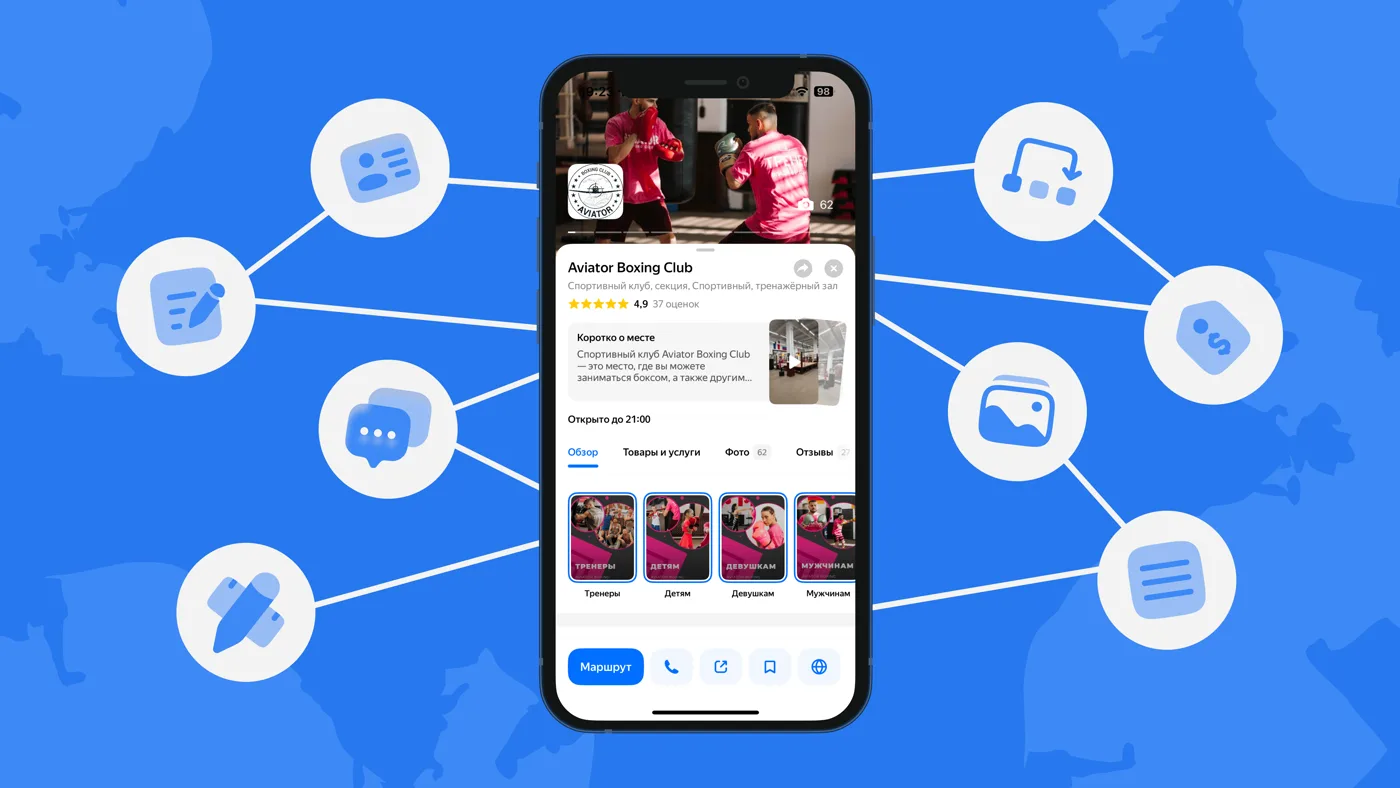 98
BOXING CLUB
AVIATOR
62
Aviator Boxing Club
Спортивный клуб, секция, Спортивный, тренажёрный зал
4,9 37 оценок
Коротко о месте
Спортивный клуб Aviator Boxing Club
— это место, где вы можете
заниматься боксом, а также другим...
Открыто до 21:00
Обзор Товары и услуги Фото 62 Отзывы 27
ТРЕНЕРЫ ДЕТЯМ ДЕВУШКАМ МУЖЧИНАМ
Тренеры Детям Девушкам Мужчинам
Маршрут